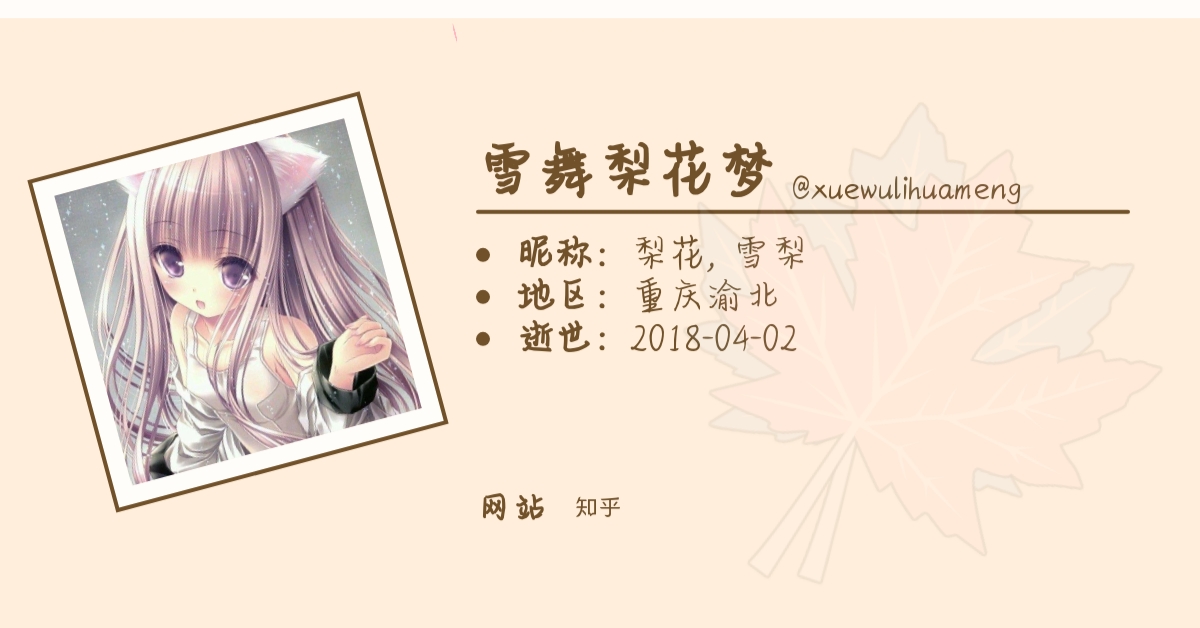 雪舞梨花梦 @xuewulihuameng
昵称： 梨花, 雪梨
地区： 重庆渝北
逝世： 2018-04-02
网站 知乎